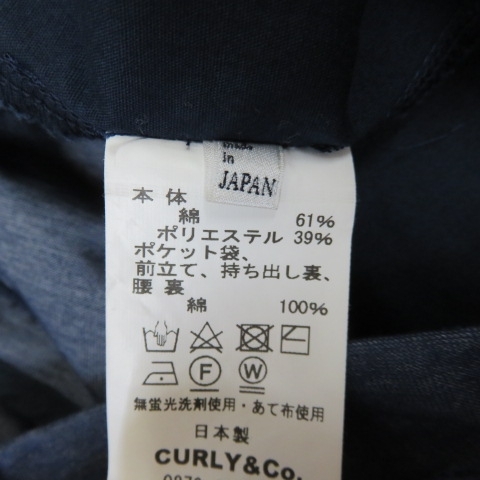 made
in
JAPAN
本体
綿 61%
ポリエステル 39%
ポケット袋、
前立て、持ち出し裏、
腰裏
綿 100%
F W
無蛍光洗剤使用・あて布使用
日本製
CURLY&Co.